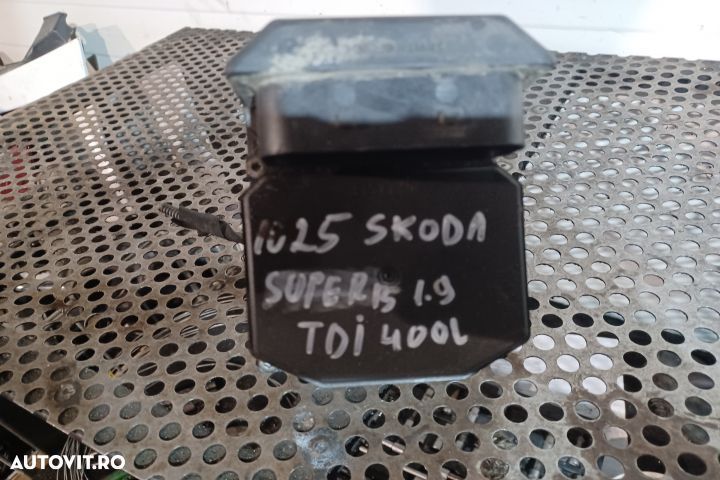 1025 SKODA
SUPERB 1.9
TDi 400L
AUTOVIT.RO